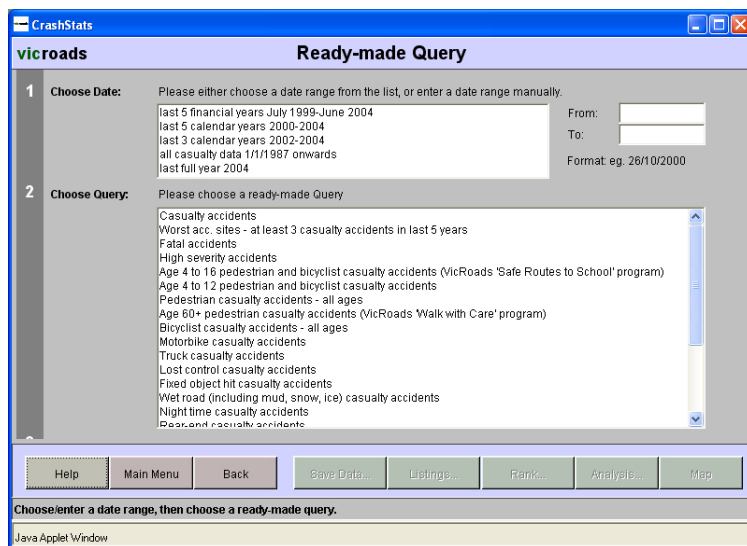 CrashStats
vicroads
Ready-made Query
1 Choose Date: Please either choose a date range from the list, or enter a date range manually.
last 5 financial years July 1999-June 2004
last 5 calendar years 2000-2004
last 3 calendar years 2002-2004
all casualty data 1/1/1987 onwards
last full year 2004
From:
To:
Format: eg. 26/10/2000
2 Choose Query: Please choose a ready-made Query
Casualty accidents
Worst acc. sites - at least 3 casualty accidents in last 5 years
Fatal accidents
High severity accidents
Age 4 to 16 pedestrian and bicyclist casualty accidents (VicRoads 'Safe Routes to School' program)
Age 4 to 12 pedestrian and bicyclist casualty accidents
Pedestrian casualty accidents - all ages
Age 60+ pedestrian casualty accidents (VicRoads 'Walk with Care' program)
Bicyclist casualty accidents - all ages
Motorbike casualty accidents
Truck casualty accidents
Lost control casualty accidents
Fixed object hit casualty accidents
Wet road (including mud, snow, ice) casualty accidents
Night time casualty accidents
Rear-end casualty accidents
Help Main Menu Back Save Data... Listings... Rank... Analysis... Map
Choose/enter a date range, then choose a ready-made query.
Java Applet Window